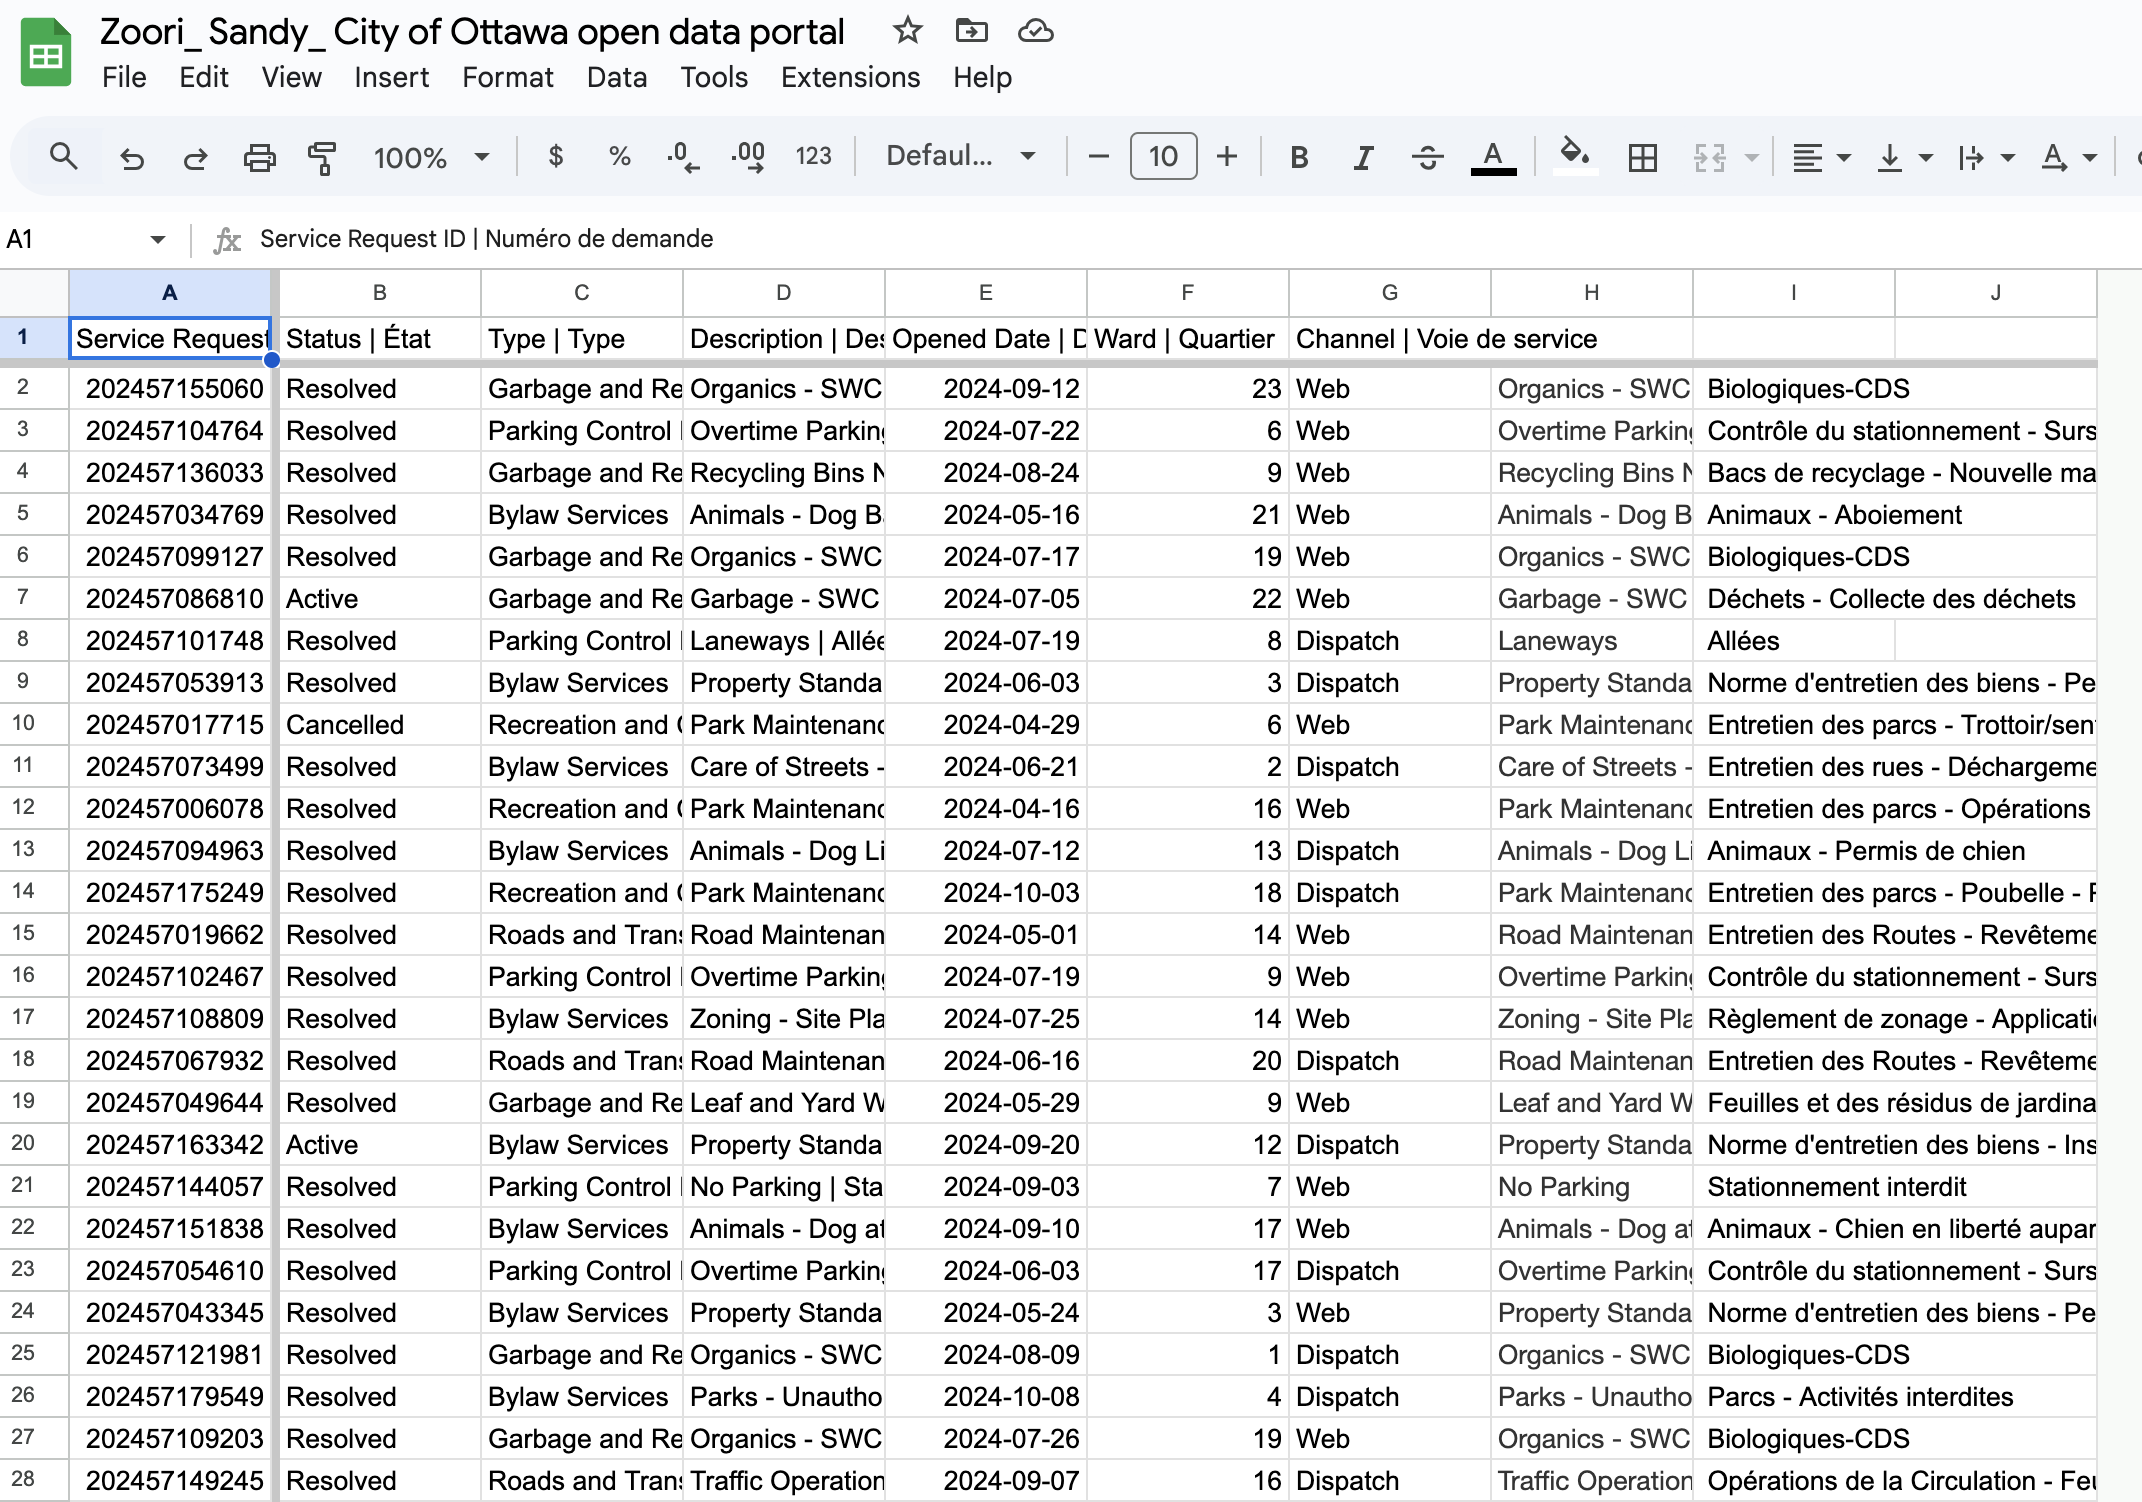 Zoori_ Sandy_ City of Ottawa open data portal
File Edit View Insert Format Data Tools Extensions Help
100% $ % .0 .00 123 Defaul... 10 B I A A
A1 fx Service Request ID | Numéro de demande
A B C D E F G H I J
1 Service Request Status | État Type | Type Description | Des Opened Date | D Ward | Quartier Channel | Voie de service
2 202457155060 Resolved Garbage and Re Organics - SWC 2024-09-12 23 Web Organics - SWC Biologiques-CDS
3 202457104764 Resolved Parking Control Overtime Parking 2024-07-22 6 Web Overtime Parking Contrôle du stationnement - Surs
4 202457136033 Resolved Garbage and Re Recycling Bins N 2024-08-24 9 Web Recycling Bins N Bacs de recyclage - Nouvelle ma
5 202457034769 Resolved Bylaw Services Animals - Dog Ba 2024-05-16 21 Web Animals - Dog B Animaux - Aboiement
6 202457099127 Resolved Garbage and Re Organics - SWC 2024-07-17 19 Web Organics - SWC Biologiques-CDS
7 202457086810 Active Garbage and Re Garbage - SWC 2024-07-05 22 Web Garbage - SWC Déchets - Collecte des déchets
8 202457101748 Resolved Parking Control Laneways | Allée 2024-07-19 8 Dispatch Laneways Allées
9 202457053913 Resolved Bylaw Services Property Standa 2024-06-03 3 Dispatch Property Standa Norme d'entretien des biens - Pe
10 202457017715 Cancelled Recreation and Park Maintenanc 2024-04-29 6 Web Park Maintenanc Entretien des parcs - Trottoir/sen
11 202457073499 Resolved Bylaw Services Care of Streets - 2024-06-21 2 Dispatch Care of Streets - Entretien des rues - Déchargeme
12 202457006078 Resolved Recreation and Park Maintenanc 2024-04-16 16 Web Park Maintenanc Entretien des parcs - Opérations
13 202457094963 Resolved Bylaw Services Animals - Dog Li 2024-07-12 13 Dispatch Animals - Dog Li Animaux - Permis de chien
14 202457175249 Resolved Recreation and Park Maintenanc 2024-10-03 18 Dispatch Park Maintenanc Entretien des parcs - Poubelle - P
15 202457019662 Resolved Roads and Trans Road Maintenan 2024-05-01 14 Web Road Maintenan Entretien des Routes - Revêteme
16 202457102467 Resolved Parking Control Overtime Parking 2024-07-19 9 Web Overtime Parking Contrôle du stationnement - Surs
17 202457108809 Resolved Bylaw Services Zoning - Site Pla 2024-07-25 14 Web Zoning - Site Pla Règlement de zonage - Applicati
18 202457067932 Resolved Roads and Trans Road Maintenan 2024-06-16 20 Dispatch Road Maintenan Entretien des Routes - Revêteme
19 202457049644 Resolved Garbage and Re Leaf and Yard W 2024-05-29 9 Web Leaf and Yard W Feuilles et des résidus de jardina
20 202457163342 Active Bylaw Services Property Standa 2024-09-20 12 Dispatch Property Standa Norme d'entretien des biens - Ins
21 202457144057 Resolved Parking Control No Parking | Sta 2024-09-03 7 Web No Parking Stationnement interdit
22 202457151838 Resolved Bylaw Services Animals - Dog at 2024-09-10 17 Web Animals - Dog at Animaux - Chien en liberté aupar
23 202457054610 Resolved Parking Control Overtime Parking 2024-06-03 17 Dispatch Overtime Parking Contrôle du stationnement - Surs
24 202457043345 Resolved Bylaw Services Property Standa 2024-05-24 3 Web Property Standa Norme d'entretien des biens - Pe
25 202457121981 Resolved Garbage and Re Organics - SWC 2024-08-09 1 Dispatch Organics - SWC Biologiques-CDS
26 202457179549 Resolved Bylaw Services Parks - Unautho 2024-10-08 4 Dispatch Parks - Unautho Parcs - Activités interdites
27 202457109203 Resolved Garbage and Re Organics - SWC 2024-07-26 19 Web Organics - SWC Biologiques-CDS
28 202457149245 Resolved Roads and Trans Traffic Operation 2024-09-07 16 Dispatch Traffic Operation Opérations de la Circulation - Feu